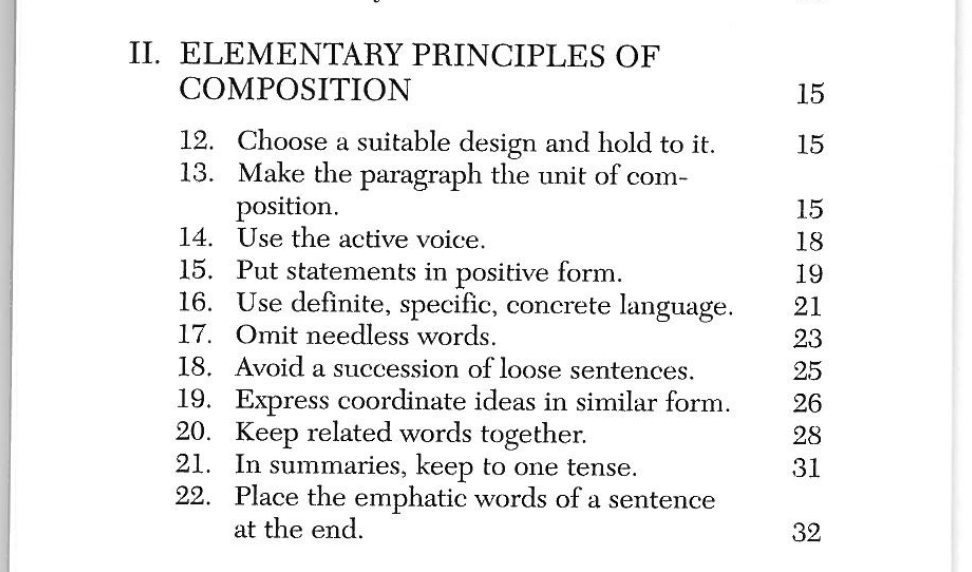 II. ELEMENTARY PRINCIPLES OF
COMPOSITION 15
12. Choose a suitable design and hold to it. 15
13. Make the paragraph the unit of com-
position. 15
14. Use the active voice. 18
15. Put statements in positive form. 19
16. Use definite, specific, concrete language. 21
17. Omit needless words. 23
18. Avoid a succession of loose sentences. 25
19. Express coordinate ideas in similar form. 26
20. Keep related words together. 28
21. In summaries, keep to one tense. 31
22. Place the emphatic words of a sentence
at the end. 32